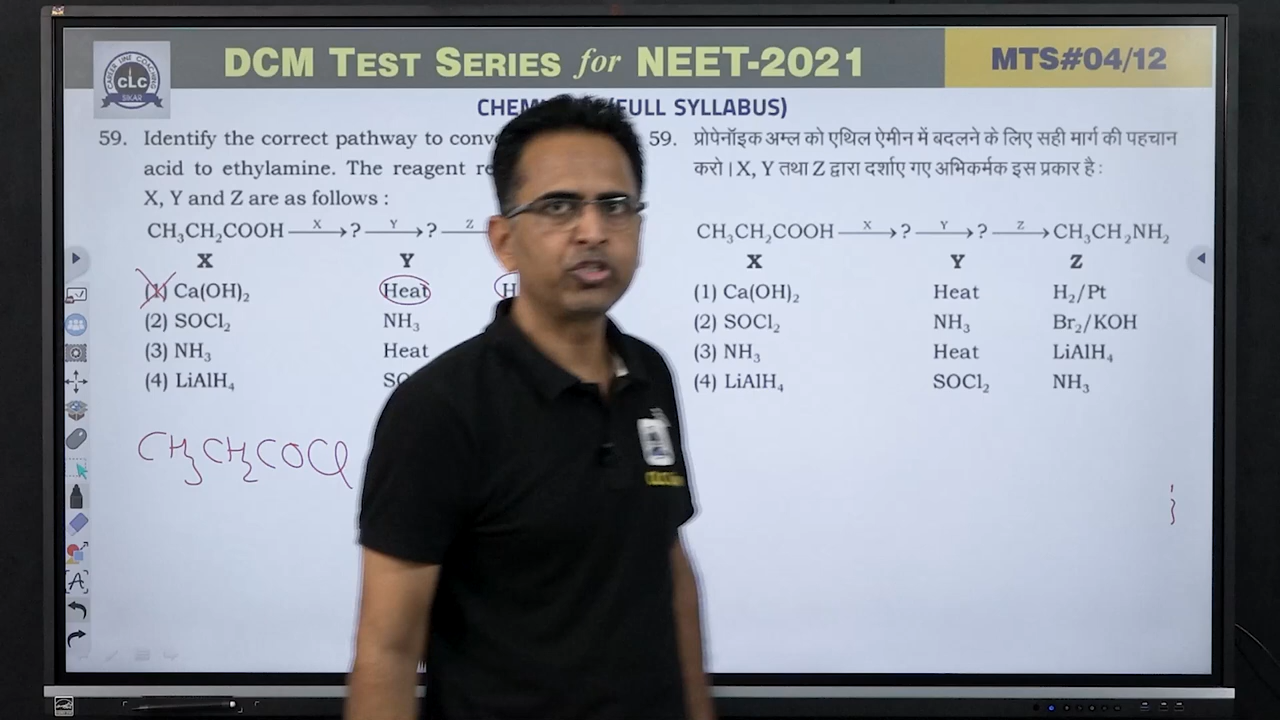 DCM TEST SERIES for NEET-2021
MTS#04/12
CLC
SIKAR
(FULL SYLLABUS)
59. Identify the correct pathway to
acid to ethylamine. The reagent
X, Y and Z are as follows :
CH₃CH₂COOH —X→ ? —Y→ ? —Z
X Y
(1) Ca(OH)₂ Heat H
(2) SOCl₂ NH₃
(3) NH₃ Heat
(4) LiAlH₄
CH₃CH₂COCl
59. प्रोपेनॉइक अम्ल को एथिल ऐमीन में बदलने के लिए सही मार्ग की पहचान
करो। X, Y तथा Z द्वारा दर्शाए गए अभिकर्मक इस प्रकार है :
CH₃CH₂COOH —X→ ? —Y→ ? —Z→ CH₃CH₂NH₂
X Y Z
(1) Ca(OH)₂ Heat H₂/Pt
(2) SOCl₂ NH₃ Br₂/KOH
(3) NH₃ Heat LiAlH₄
(4) LiAlH₄ SOCl₂ NH₃